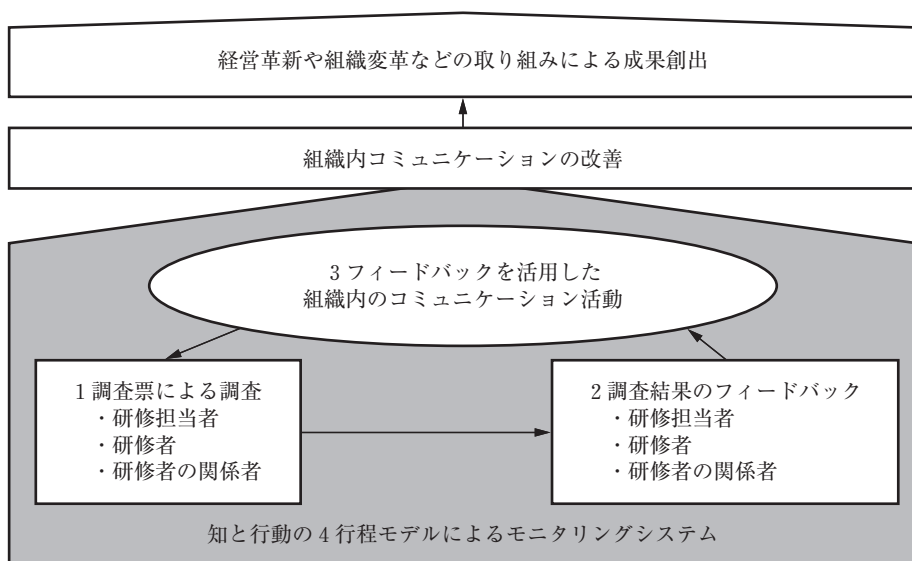 経営革新や組織変革などの取り組みによる成果創出
組織内コミュニケーションの改善
3 フィードバックを活用した
組織内のコミュニケーション活動
1 調査票による調査
・研修担当者
・研修者
・研修者の関係者
2 調査結果のフィードバック
・研修担当者
・研修者
・研修者の関係者
知と行動の 4 行程モデルによるモニタリングシステム